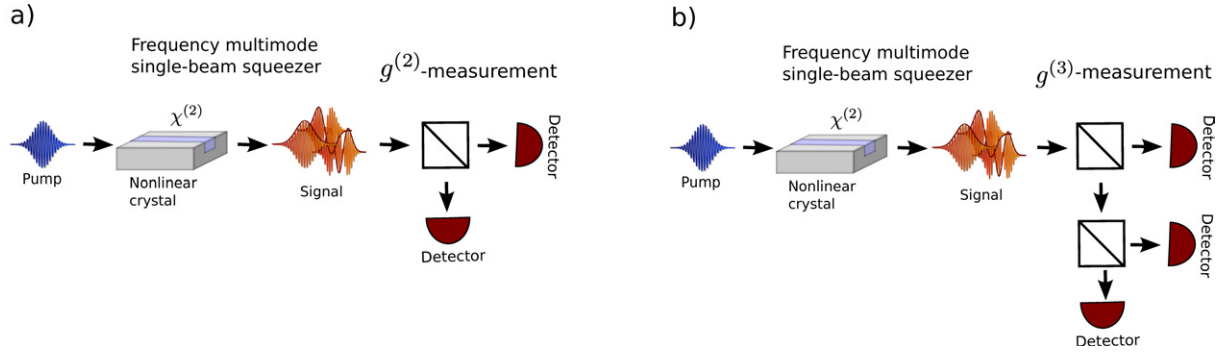 a)
Frequency multimode
single-beam squeezer
g^{(2)}-measurement
χ^{(2)}
Pump
Nonlinear
crystal
Signal
Detector
Detector
b)
Frequency multimode
single-beam squeezer
g^{(3)}-measurement
χ^{(2)}
Pump
Nonlinear
crystal
Signal
Detector
Detector
Detector